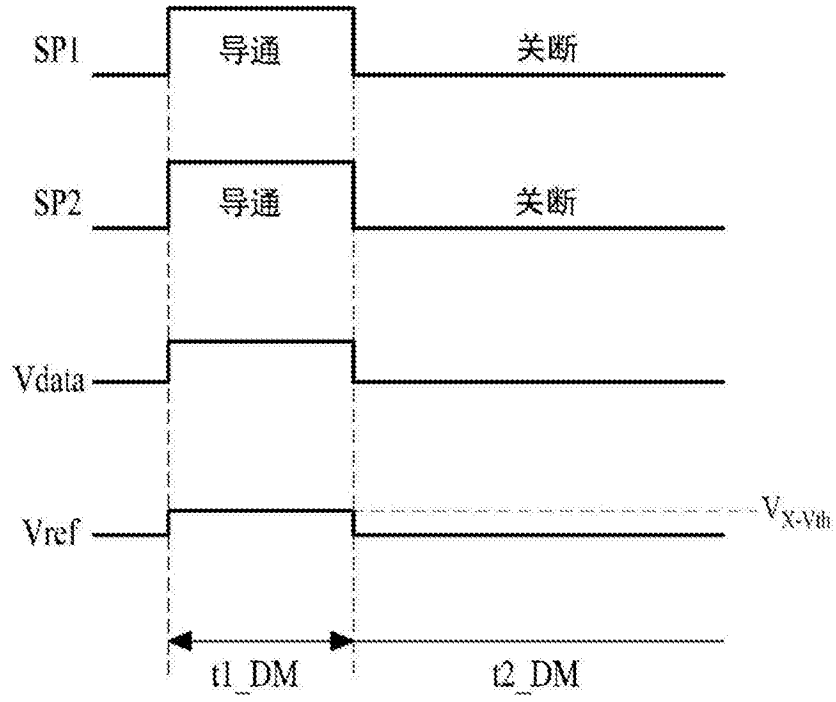 SP1 导通 关断
SP2 导通 关断
Vdata
Vref V_X-Vth
t1_DM t2_DM